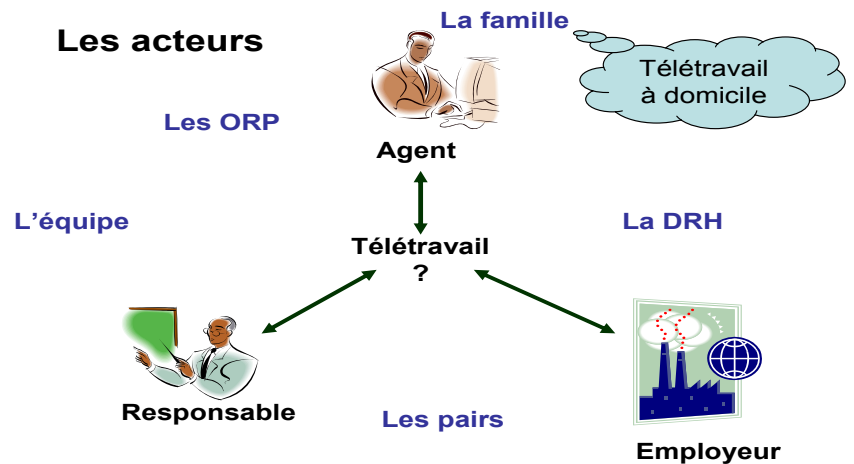 La famille
Les acteurs
Télétravail
à domicile
Les ORP
Agent
L’équipe
La DRH
Télétravail
?
Responsable
Les pairs
Employeur